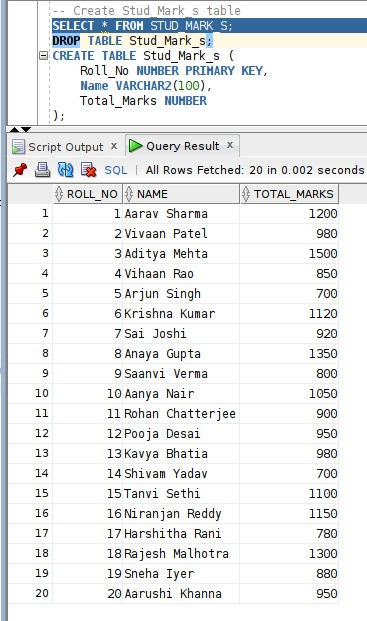 -- Create Stud_Mark_s table
SELECT * FROM STUD_MARK_S;
DROP TABLE Stud_Mark_s;
CREATE TABLE Stud_Mark_s (
Roll_No NUMBER PRIMARY KEY,
Name VARCHAR2(100),
Total_Marks NUMBER
);
Script Output x Query Result x
SQL | All Rows Fetched: 20 in 0.002 seconds
ROLL_NO NAME TOTAL_MARKS
1 1 Aarav Sharma 1200
2 2 Vivaan Patel 980
3 3 Aditya Mehta 1500
4 4 Vihaan Rao 850
5 5 Arjun Singh 700
6 6 Krishna Kumar 1120
7 7 Sai Joshi 920
8 8 Anaya Gupta 1350
9 9 Saanvi Verma 800
10 10 Aanya Nair 1050
11 11 Rohan Chatterjee 900
12 12 Pooja Desai 950
13 13 Kavya Bhatia 980
14 14 Shivam Yadav 700
15 15 Tanvi Sethi 1100
16 16 Niranjan Reddy 1150
17 17 Harshitha Rani 780
18 18 Rajesh Malhotra 1300
19 19 Sneha Iyer 880
20 20 Aarushi Khanna 950